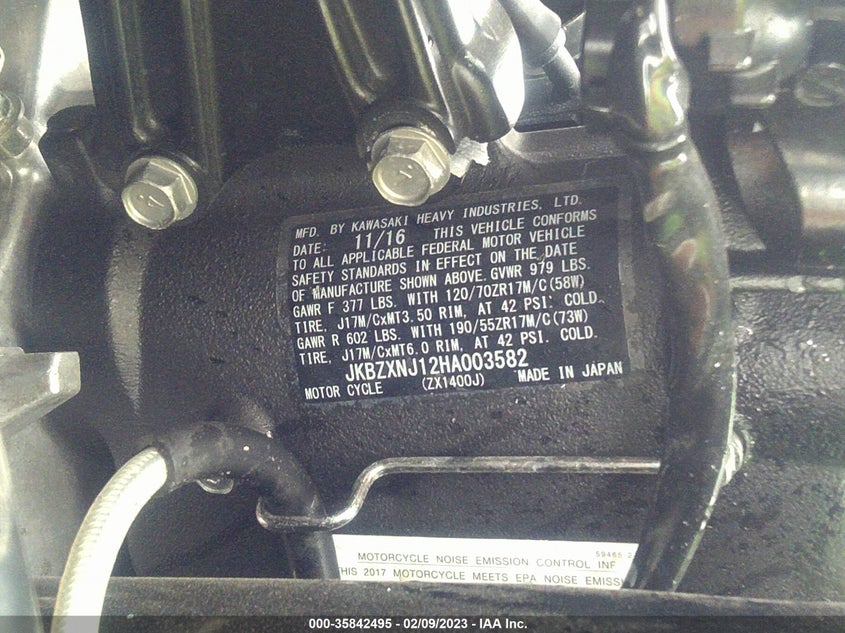 MFD. BY KAWASAKI HEAVY INDUSTRIES, LTD.
DATE: 11/16 THIS VEHICLE CONFORMS
TO ALL APPLICABLE FEDERAL MOTOR VEHICLE
SAFETY STANDARDS IN EFFECT ON THE DATE
OF MANUFACTURE SHOWN ABOVE. GVWR 979 LBS.
GAWR F 377 LBS. WITH 120/70ZR17M/C(58W)
TIRE, J17M/CxMT3.50 RIM, AT 42 PSI. COLD.
GAWR R 602 LBS. WITH 190/55ZR17M/C(73W)
TIRE, J17M/CxMT6.0 RIM, AT 42 PSI. COLD.
JKBZXNJ12HA003582
MOTOR CYCLE (ZX1400J) MADE IN JAPAN
59465-2
MOTORCYCLE NOISE EMISSION CONTROL INF
THIS 2017 MOTORCYCLE MEETS EPA NOISE EMISS
000-35842495 - 02/09/2023 - IAA Inc.